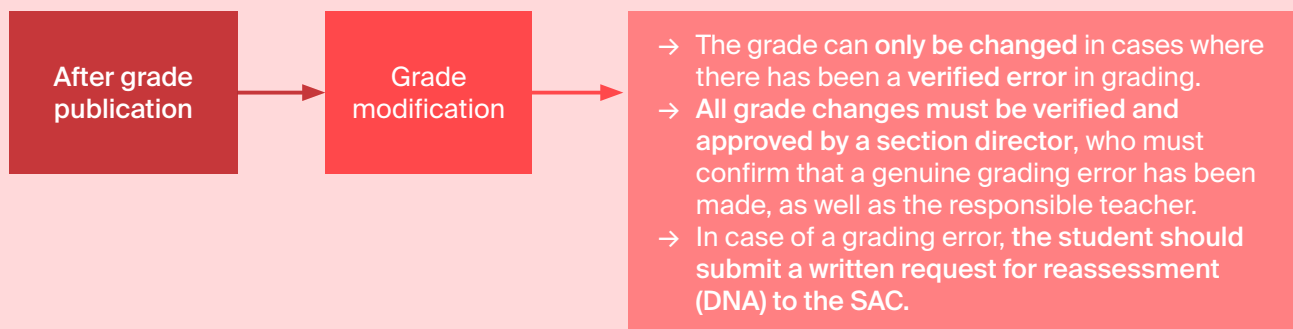 After grade
publication
Grade
modification
→ The grade can only be changed in cases where
there has been a verified error in grading.
→ All grade changes must be verified and
approved by a section director, who must
confirm that a genuine grading error has been
made, as well as the responsible teacher.
→ In case of a grading error, the student should
submit a written request for reassessment
(DNA) to the SAC.